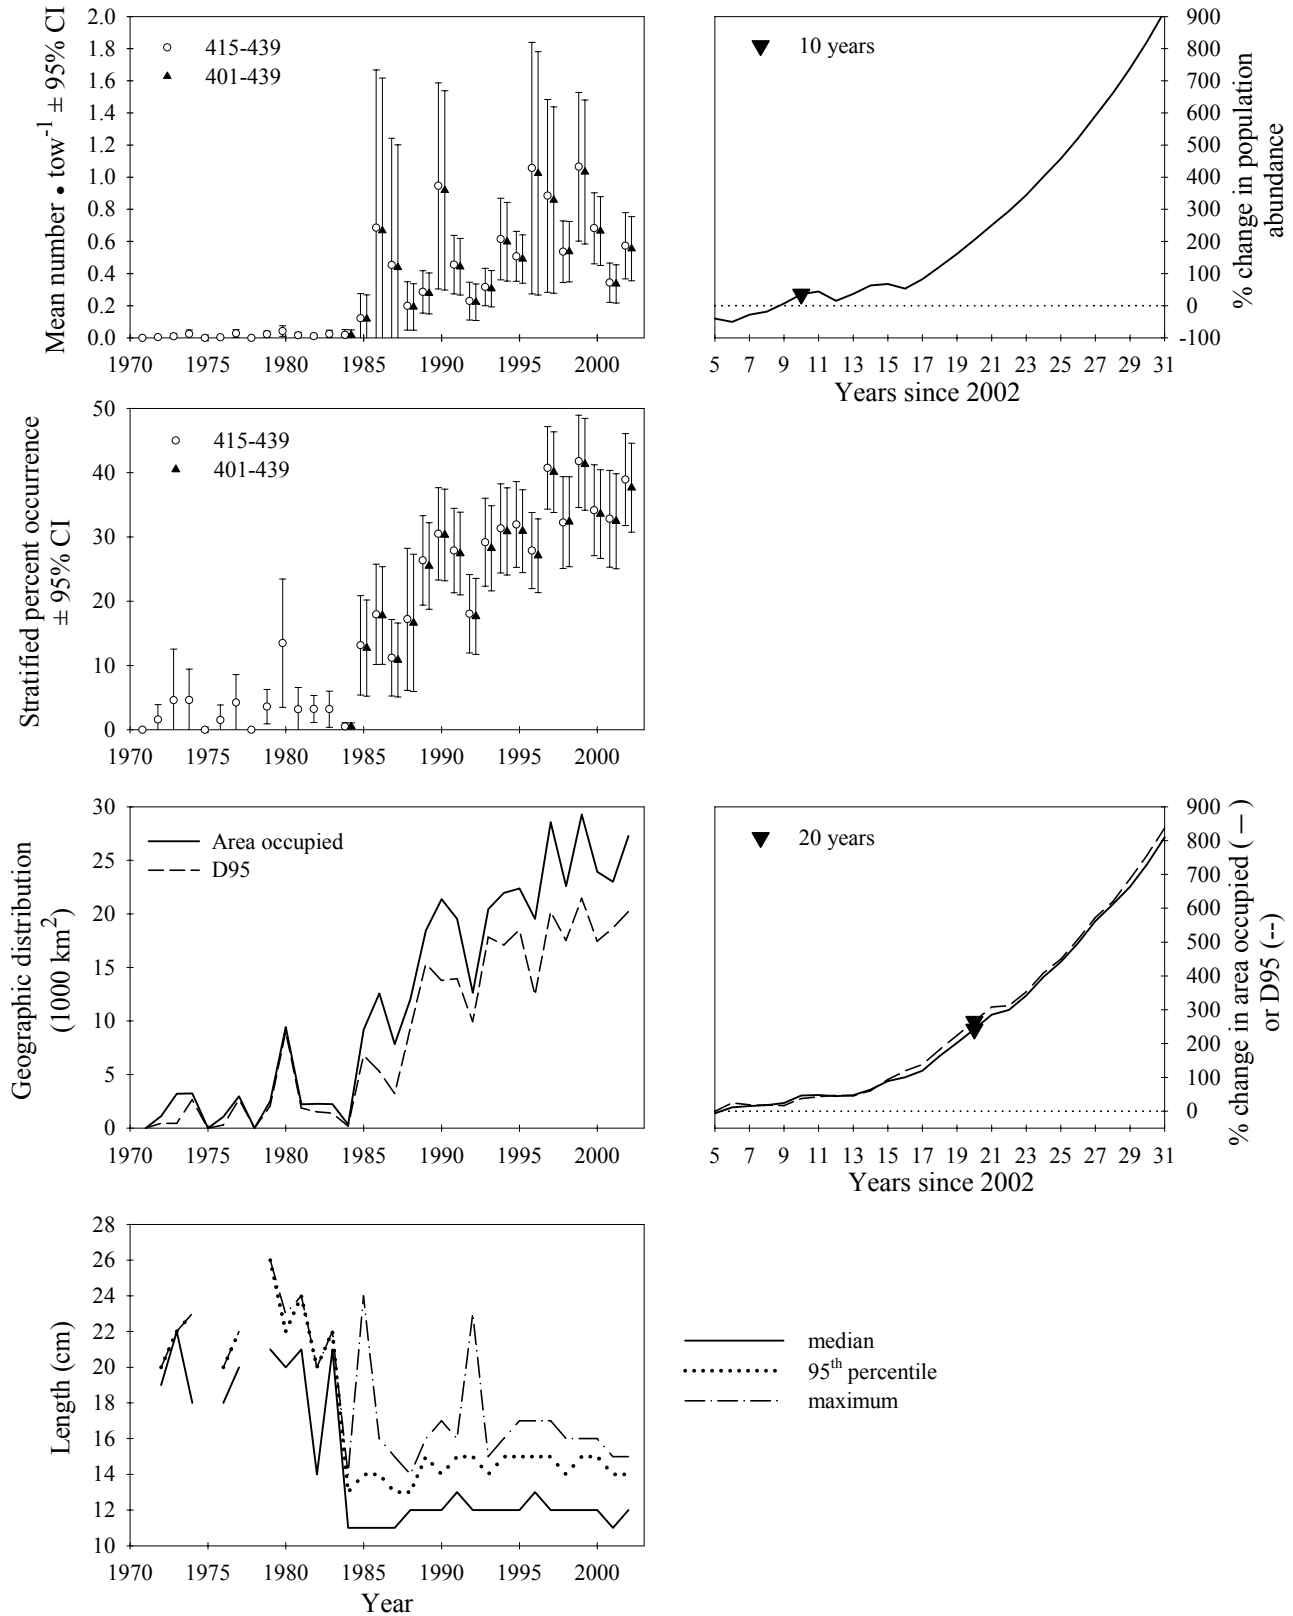 Mean number • tow-1 ± 95% CI
2.0
1.8
1.6
1.4
1.2
1.0
0.8
0.6
0.4
0.2
0.0
415-439
401-439
1970 1975 1980 1985 1990 1995 2000
10 years
900
800
700
600
500
400
300
200
100
0
-100
% change in population
abundance
5 7 9 11 13 15 17 19 21 23 25 27 29 31
Years since 2002
Stratified percent occurrence
± 95% CI
50
40
30
20
10
0
415-439
401-439
1970 1975 1980 1985 1990 1995 2000
Geographic distribution
(1000 km2)
30
25
20
15
10
5
0
Area occupied
D95
1970 1975 1980 1985 1990 1995 2000
20 years
900
800
700
600
500
400
300
200
100
0
% change in area occupied (—)
or D95 (--)
5 7 9 11 13 15 17 19 21 23 25 27 29 31
Years since 2002
Length (cm)
28
26
24
22
20
18
16
14
12
10
1970 1975 1980 1985 1990 1995 2000
Year
median
95th percentile
maximum